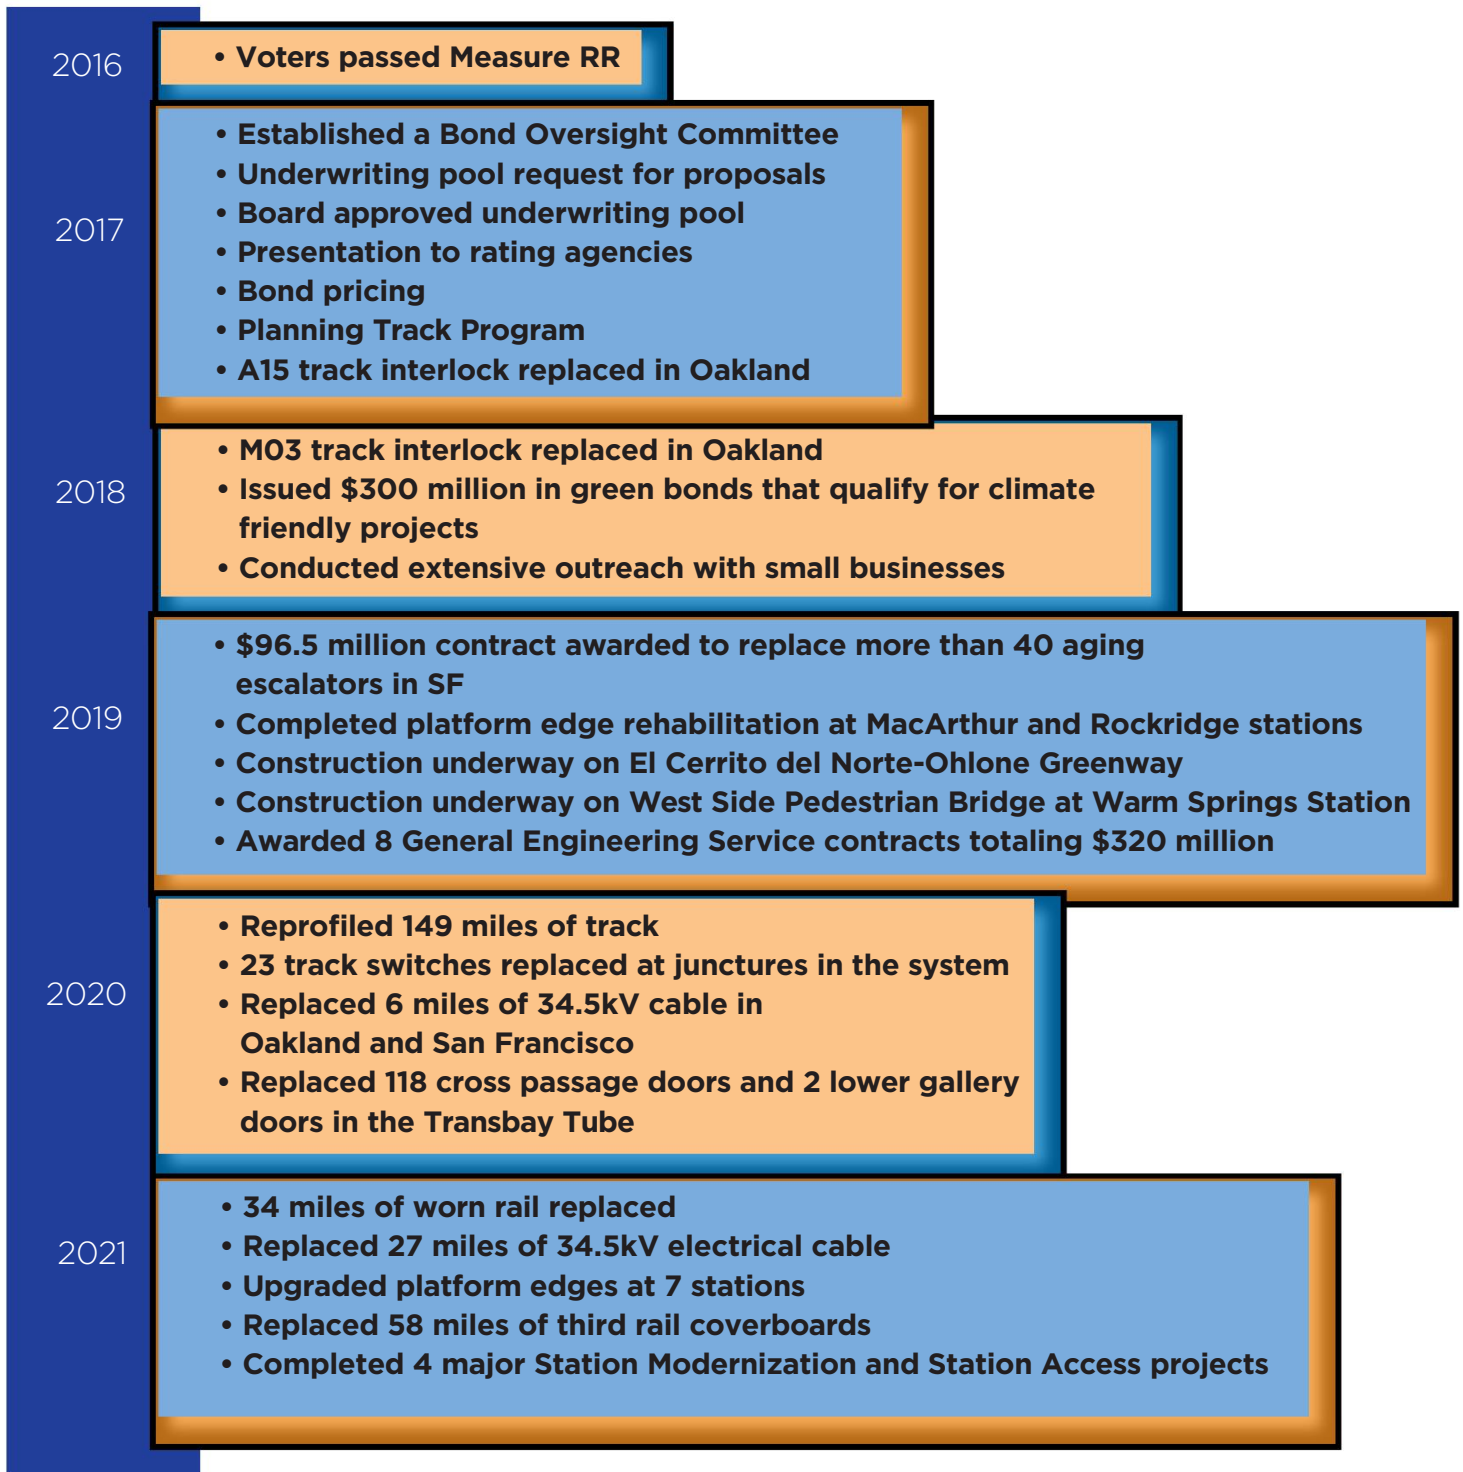 2016
• Voters passed Measure RR
2017
• Established a Bond Oversight Committee
• Underwriting pool request for proposals
• Board approved underwriting pool
• Presentation to rating agencies
• Bond pricing
• Planning Track Program
• A15 track interlock replaced in Oakland
2018
• M03 track interlock replaced in Oakland
• Issued $300 million in green bonds that qualify for climate
friendly projects
• Conducted extensive outreach with small businesses
2019
• $96.5 million contract awarded to replace more than 40 aging
escalators in SF
• Completed platform edge rehabilitation at MacArthur and Rockridge stations
• Construction underway on El Cerrito del Norte-Ohlone Greenway
• Construction underway on West Side Pedestrian Bridge at Warm Springs Station
• Awarded 8 General Engineering Service contracts totaling $320 million
2020
• Reprofiled 149 miles of track
• 23 track switches replaced at junctures in the system
• Replaced 6 miles of 34.5kV cable in
Oakland and San Francisco
• Replaced 118 cross passage doors and 2 lower gallery
doors in the Transbay Tube
2021
• 34 miles of worn rail replaced
• Replaced 27 miles of 34.5kV electrical cable
• Upgraded platform edges at 7 stations
• Replaced 58 miles of third rail coverboards
• Completed 4 major Station Modernization and Station Access projects